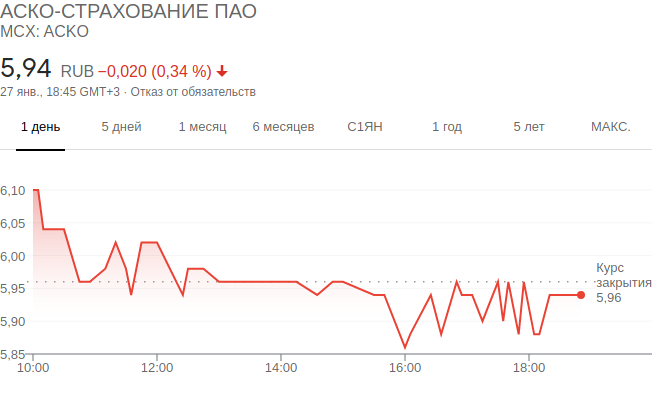 АСКО-СТРАХОВАНИЕ ПАО
MCX: ACKO
5,94 RUB −0,020 (0,34 %)
27 янв., 18:45 GMT+3 · Отказ от обязательств
1 день 5 дней 1 месяц 6 месяцев С1ЯН 1 год 5 лет МАКС.
6,10
6,05
6,00
5,95
5,90
5,85
Курс
закрытия
5,96
10:00 12:00 14:00 16:00 18:00